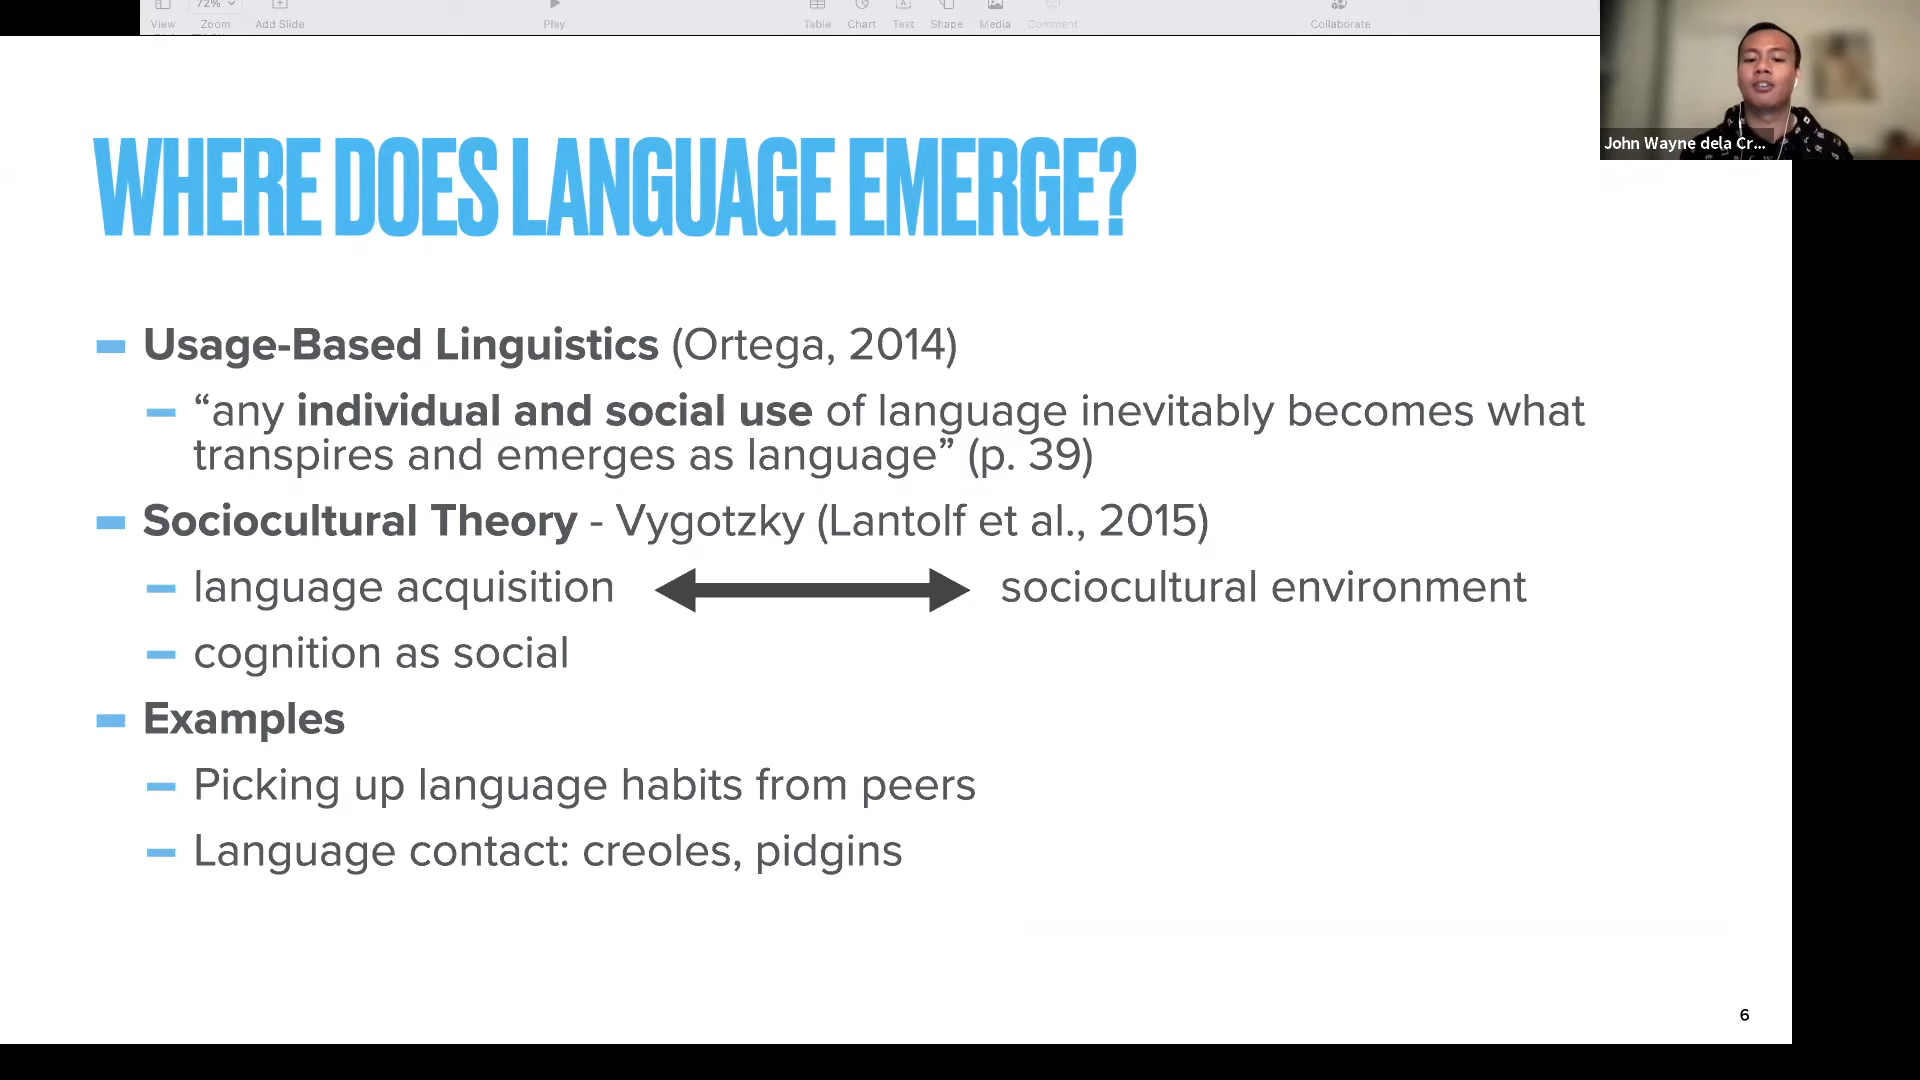 72%
View
Zoom
Add Slide
Play
Table
Chart
Text
Shape
Media
Comment
Collaborate
John Wayne dela Cr...
WHERE DOES LANGUAGE EMERGE?
Usage-Based Linguistics (Ortega, 2014)
“any individual and social use of language inevitably becomes what
transpires and emerges as language” (p. 39)
Sociocultural Theory - Vygotzky (Lantolf et al., 2015)
language acquisition sociocultural environment
cognition as social
Examples
Picking up language habits from peers
Language contact: creoles, pidgins
6